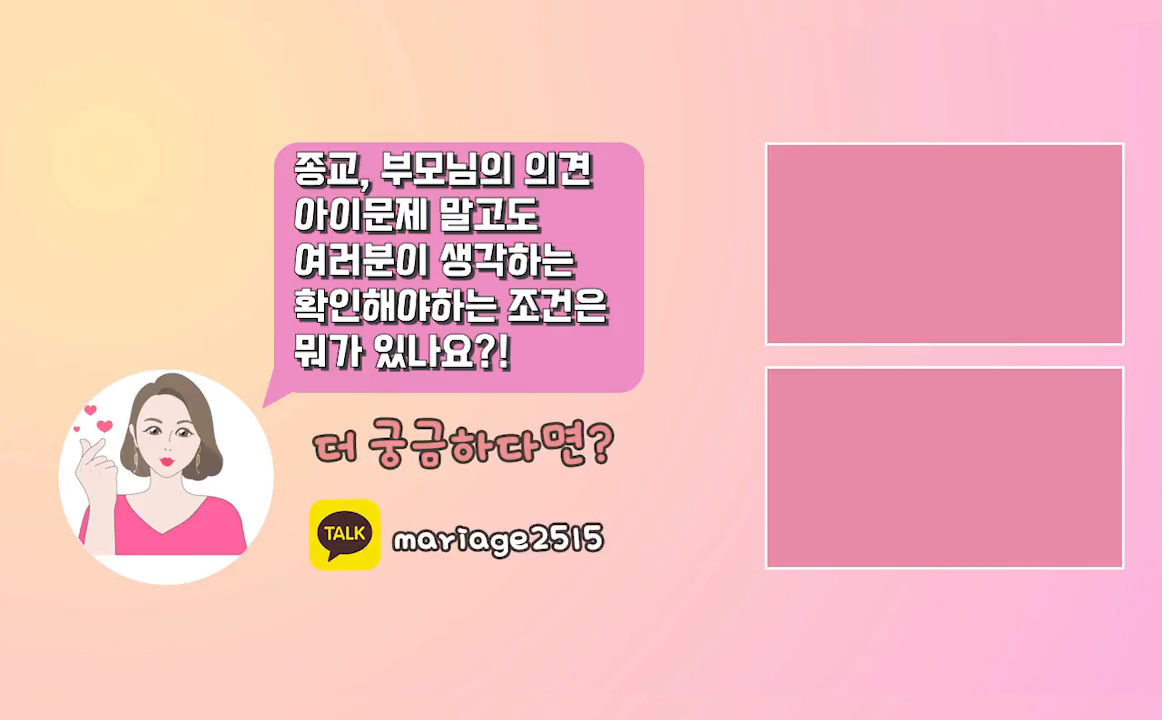 종교, 부모님의 의견
아이문제 말고도
여러분이 생각하는
확인해야하는 조건은
뭐가 있나요?!
더 궁금하다면?
TALK
mariage2515